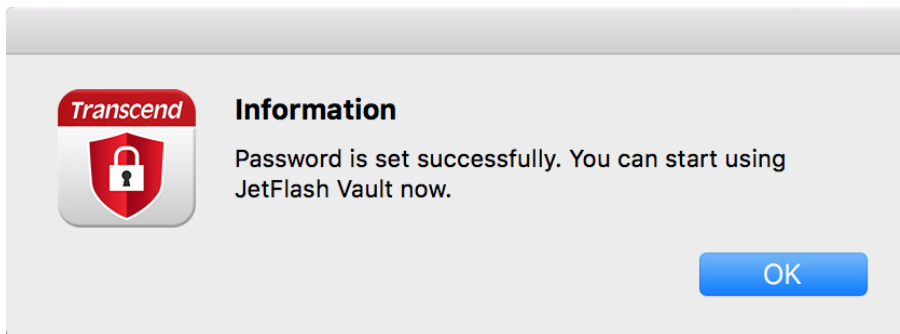 Transcend
Information
Password is set successfully. You can start using
JetFlash Vault now.
OK